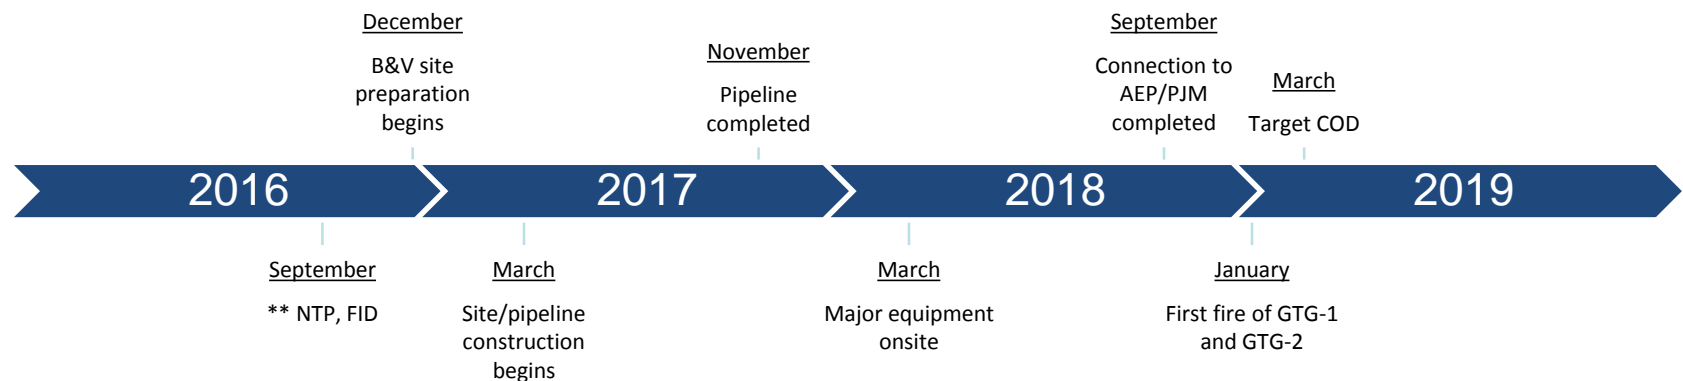 December
B&V site
preparation
begins
November
Pipeline
completed
September
Connection to
AEP/PJM
completed
March
Target COD
2016
2017
2018
2019
September
** NTP, FID
March
Site/pipeline
construction
begins
March
Major equipment
onsite
January
First fire of GTG-1
and GTG-2